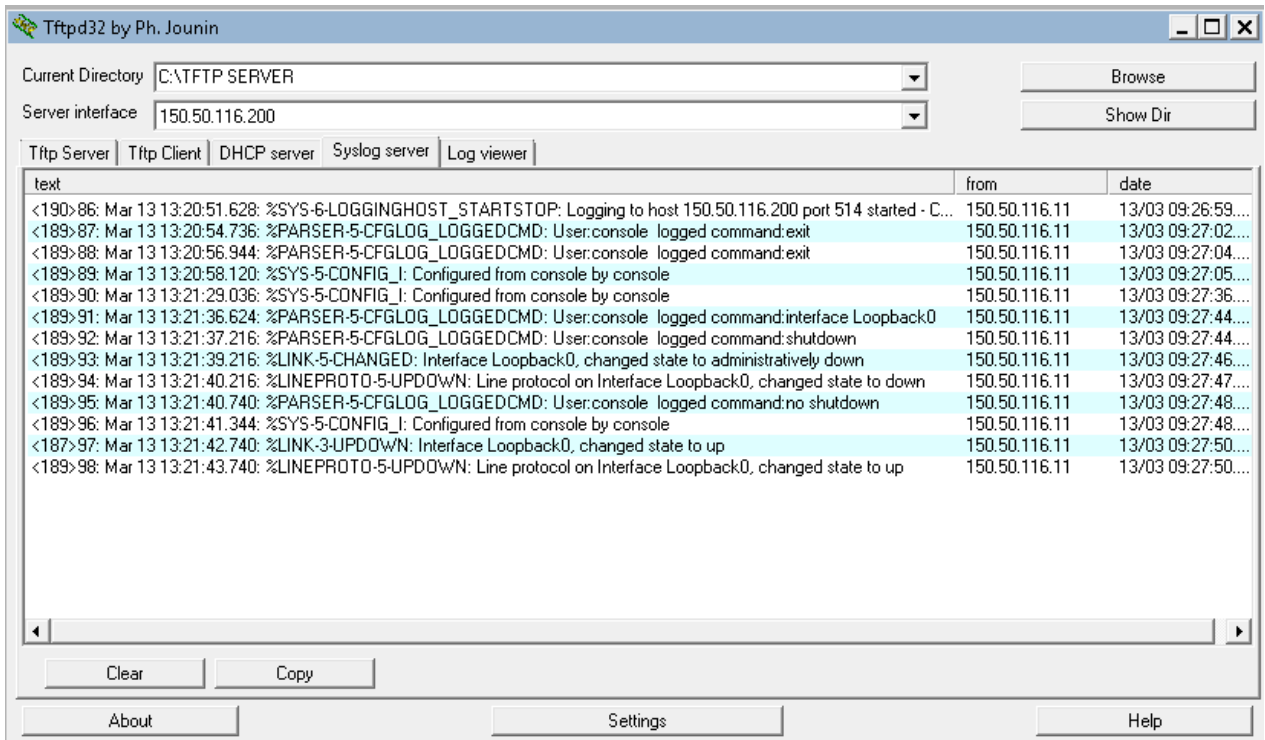 Tftpd32 by Ph. Jounin
Current Directory C:\TFTP SERVER Browse
Server interface 150.50.116.200 Show Dir
Tftp Server Tftp Client DHCP server Syslog server Log viewer
text from date
<190>86: Mar 13 13:20:51.628: %SYS-6-LOGGINGHOST_STARTSTOP: Logging to host 150.50.116.200 port 514 started - C... 150.50.116.11 13/03 09:26:59....
<189>87: Mar 13 13:20:54.736: %PARSER-5-CFGLOG_LOGGEDCMD: User:console logged command:exit 150.50.116.11 13/03 09:27:02....
<189>88: Mar 13 13:20:56.944: %PARSER-5-CFGLOG_LOGGEDCMD: User:console logged command:exit 150.50.116.11 13/03 09:27:04....
<189>89: Mar 13 13:20:58.120: %SYS-5-CONFIG_I: Configured from console by console 150.50.116.11 13/03 09:27:05....
<189>90: Mar 13 13:21:29.036: %SYS-5-CONFIG_I: Configured from console by console 150.50.116.11 13/03 09:27:36....
<189>91: Mar 13 13:21:36.624: %PARSER-5-CFGLOG_LOGGEDCMD: User:console logged command:interface Loopback0 150.50.116.11 13/03 09:27:44....
<189>92: Mar 13 13:21:37.216: %PARSER-5-CFGLOG_LOGGEDCMD: User:console logged command:shutdown 150.50.116.11 13/03 09:27:44....
<189>93: Mar 13 13:21:39.216: %LINK-5-CHANGED: Interface Loopback0, changed state to administratively down 150.50.116.11 13/03 09:27:46....
<189>94: Mar 13 13:21:40.216: %LINEPROTO-5-UPDOWN: Line protocol on Interface Loopback0, changed state to down 150.50.116.11 13/03 09:27:47....
<189>95: Mar 13 13:21:40.740: %PARSER-5-CFGLOG_LOGGEDCMD: User:console logged command:no shutdown 150.50.116.11 13/03 09:27:48....
<189>96: Mar 13 13:21:41.344: %SYS-5-CONFIG_I: Configured from console by console 150.50.116.11 13/03 09:27:48....
<187>97: Mar 13 13:21:42.740: %LINK-3-UPDOWN: Interface Loopback0, changed state to up 150.50.116.11 13/03 09:27:50....
<189>98: Mar 13 13:21:43.740: %LINEPROTO-5-UPDOWN: Line protocol on Interface Loopback0, changed state to up 150.50.116.11 13/03 09:27:50....
Clear Copy
About Settings Help